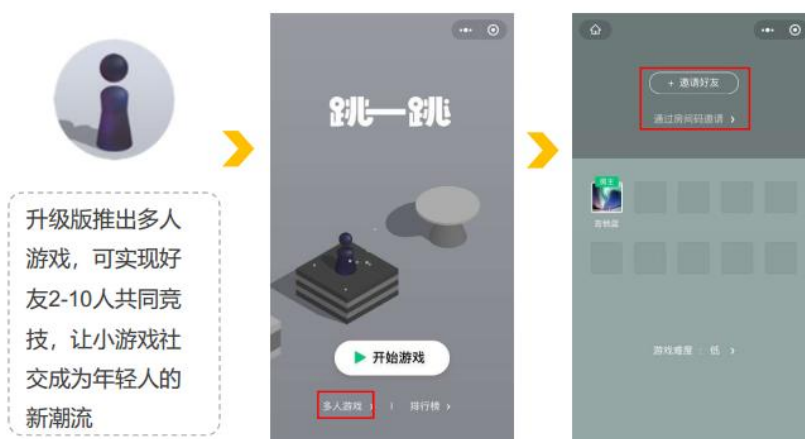 升级版推出多人
游戏，可实现好
友2-10人共同竞
技，让小游戏社
交成为年轻人的
新潮流
跳一跳
开始游戏
多人游戏 › | 排行榜 ›
+ 邀请好友
通过房间码邀请 ›
房主
游戏难度：低 ›